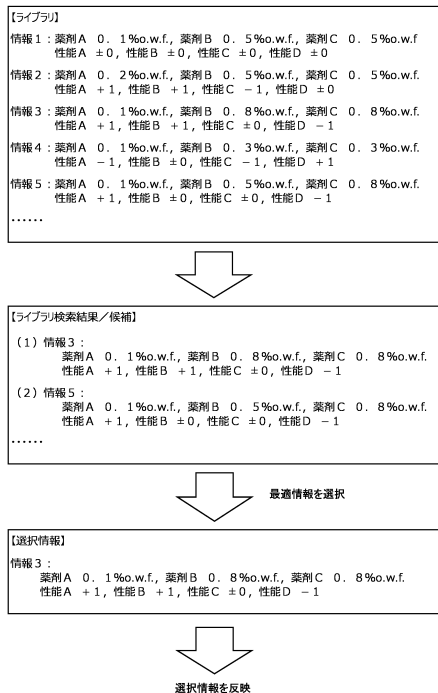 【ライブラリ】
情報１：薬剤Ａ　０．１%o.w.f., 薬剤Ｂ　０．５%o.w.f., 薬剤Ｃ　０．５%o.w.f
性能Ａ　±０, 性能Ｂ　±０, 性能Ｃ　±０, 性能Ｄ　±０
情報２：薬剤Ａ　０．２%o.w.f., 薬剤Ｂ　０．５%o.w.f., 薬剤Ｃ　０．５%o.w.f.
性能Ａ　＋１, 性能Ｂ　＋１, 性能Ｃ　－１, 性能Ｄ　±０
情報３：薬剤Ａ　０．１%o.w.f., 薬剤Ｂ　０．８%o.w.f., 薬剤Ｃ　０．８%o.w.f.
性能Ａ　＋１, 性能Ｂ　＋１, 性能Ｃ　±０, 性能Ｄ　－１
情報４：薬剤Ａ　０．１%o.w.f., 薬剤Ｂ　０．３%o.w.f., 薬剤Ｃ　０．３%o.w.f.
性能Ａ　－１, 性能Ｂ　±０, 性能Ｃ　－１, 性能Ｄ　＋１
情報５：薬剤Ａ　０．１%o.w.f., 薬剤Ｂ　０．５%o.w.f., 薬剤Ｃ　０．８%o.w.f.
性能Ａ　＋１, 性能Ｂ　±０, 性能Ｃ　±０, 性能Ｄ　－１
……
【ライブラリ検索結果／候補】
（１）情報３：
薬剤Ａ　０．１%o.w.f., 薬剤Ｂ　０．８%o.w.f., 薬剤Ｃ　０．８%o.w.f.
性能Ａ　＋１, 性能Ｂ　＋１, 性能Ｃ　±０, 性能Ｄ　－１
（２）情報５：
薬剤Ａ　０．１%o.w.f., 薬剤Ｂ　０．５%o.w.f., 薬剤Ｃ　０．８%o.w.f.
性能Ａ　＋１, 性能Ｂ　±０, 性能Ｃ　±０, 性能Ｄ　－１
……
最適情報を選択
【選択情報】
情報３：
薬剤Ａ　０．１%o.w.f., 薬剤Ｂ　０．８%o.w.f., 薬剤Ｃ　０．８%o.w.f.
性能Ａ　＋１, 性能Ｂ　＋１, 性能Ｃ　±０, 性能Ｄ　－１
選択情報を反映